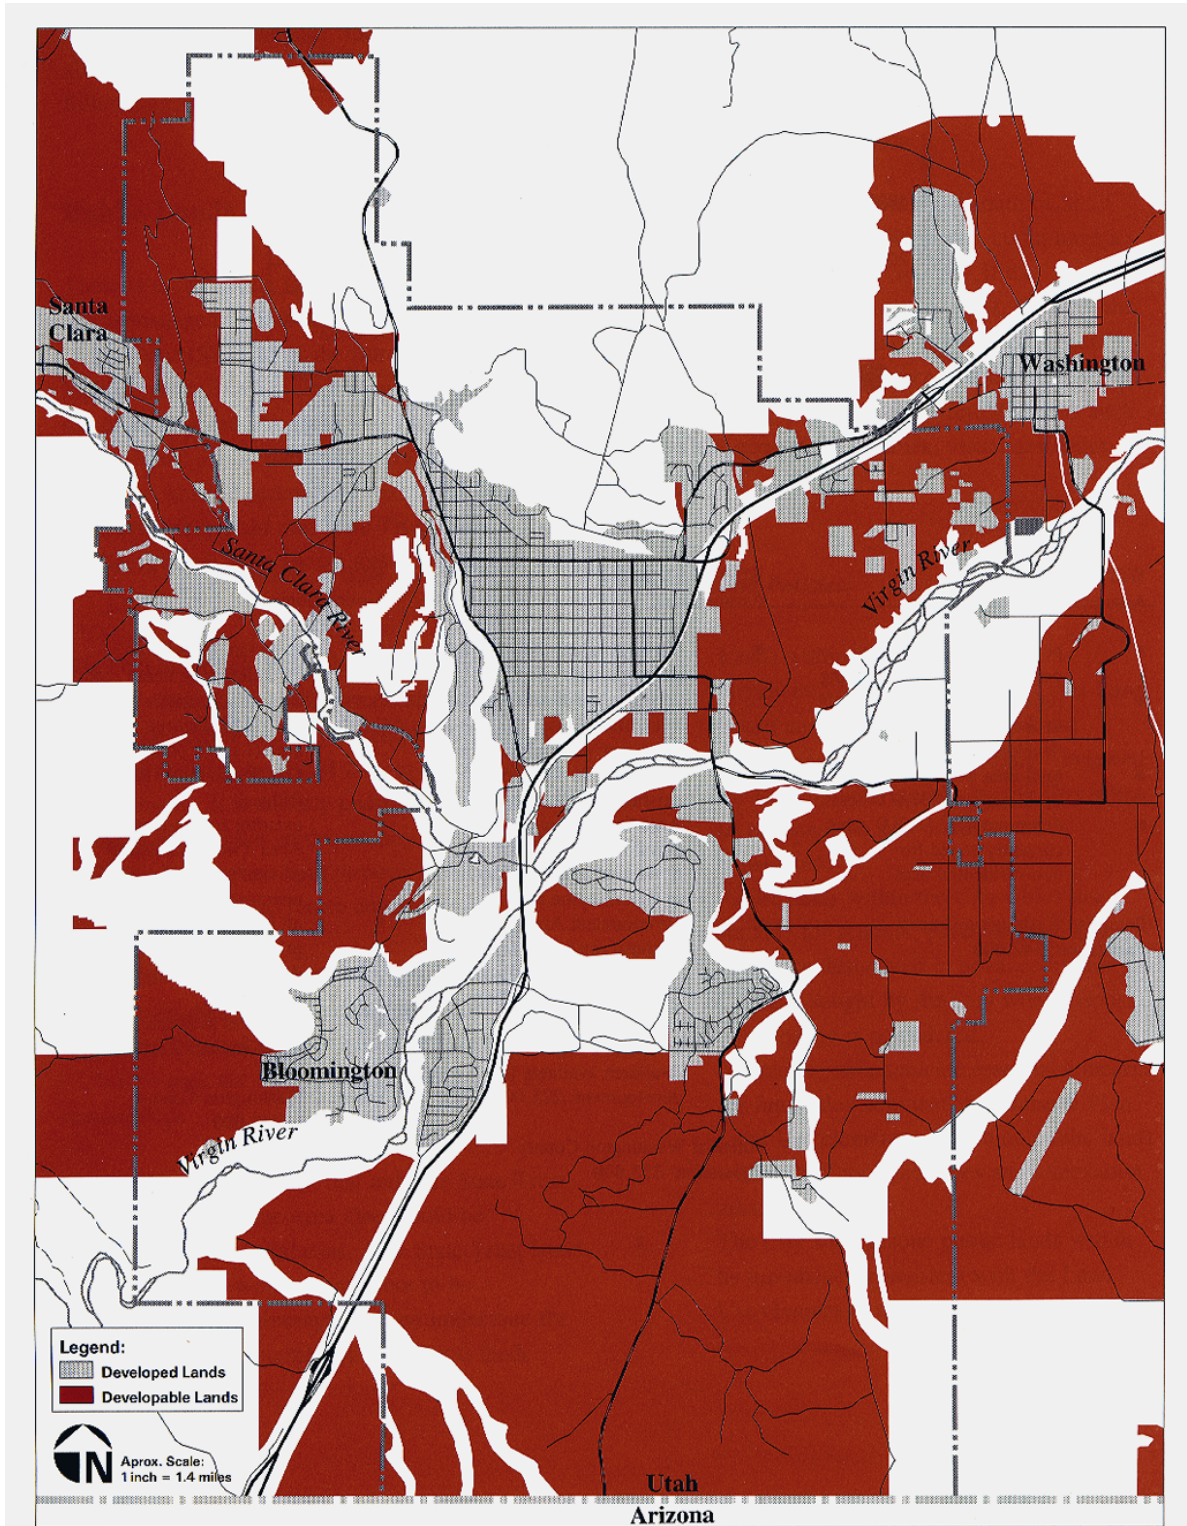 Santa
Clara
Washington
Santa Clara River
Virgin River
Bloomington
Virgin River
Legend:
Developed Lands
Developable Lands
N
Aprox. Scale:
1 inch = 1.4 miles
Utah
Arizona